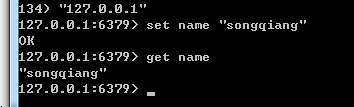 134) "127.0.0.1"
127.0.0.1:6379> set name "songqiang"
OK
127.0.0.1:6379> get name
"songqiang"
127.0.0.1:6379>